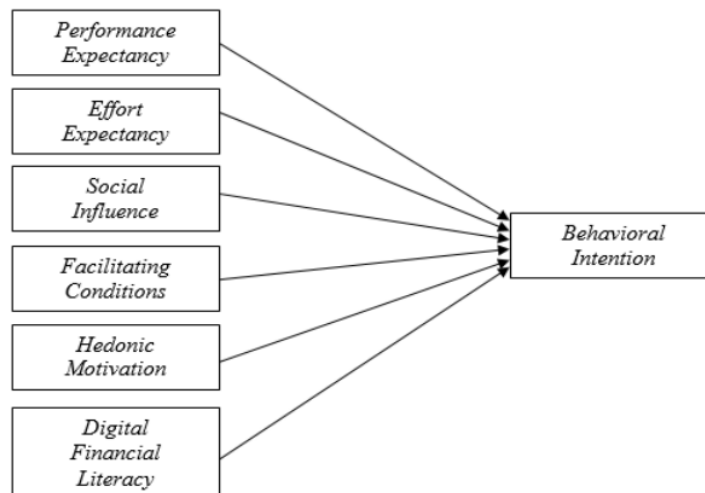 Performance
Expectancy
Effort
Expectancy
Social
Influence
Facilitating
Conditions
Hedonic
Motivation
Digital
Financial
Literacy
Behavioral
Intention